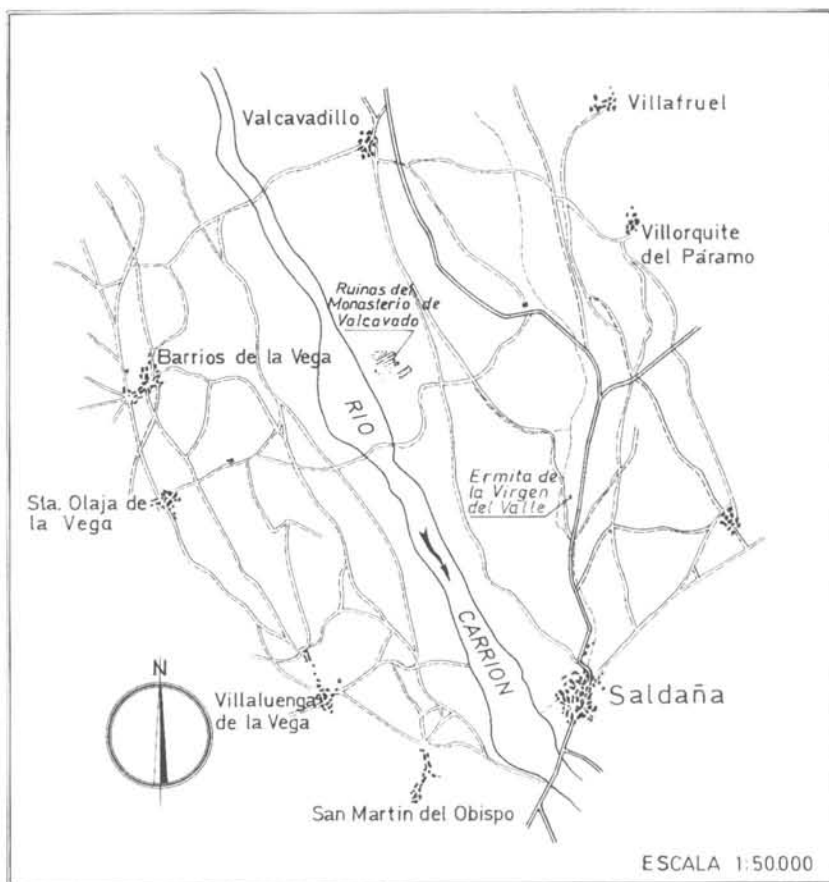 Villafruel
Valcavadillo
Villorquite
del Páramo
Ruinas del
Monasterio de
Valcavado
Barrios de la Vega
RIO
Ermita de
la Virgen
del Valle
Sta. Olaja de
la Vega
CARRION
N
Villaluenga
de la Vega
Saldaña
San Martin del Obispo
ESCALA 1:50.000